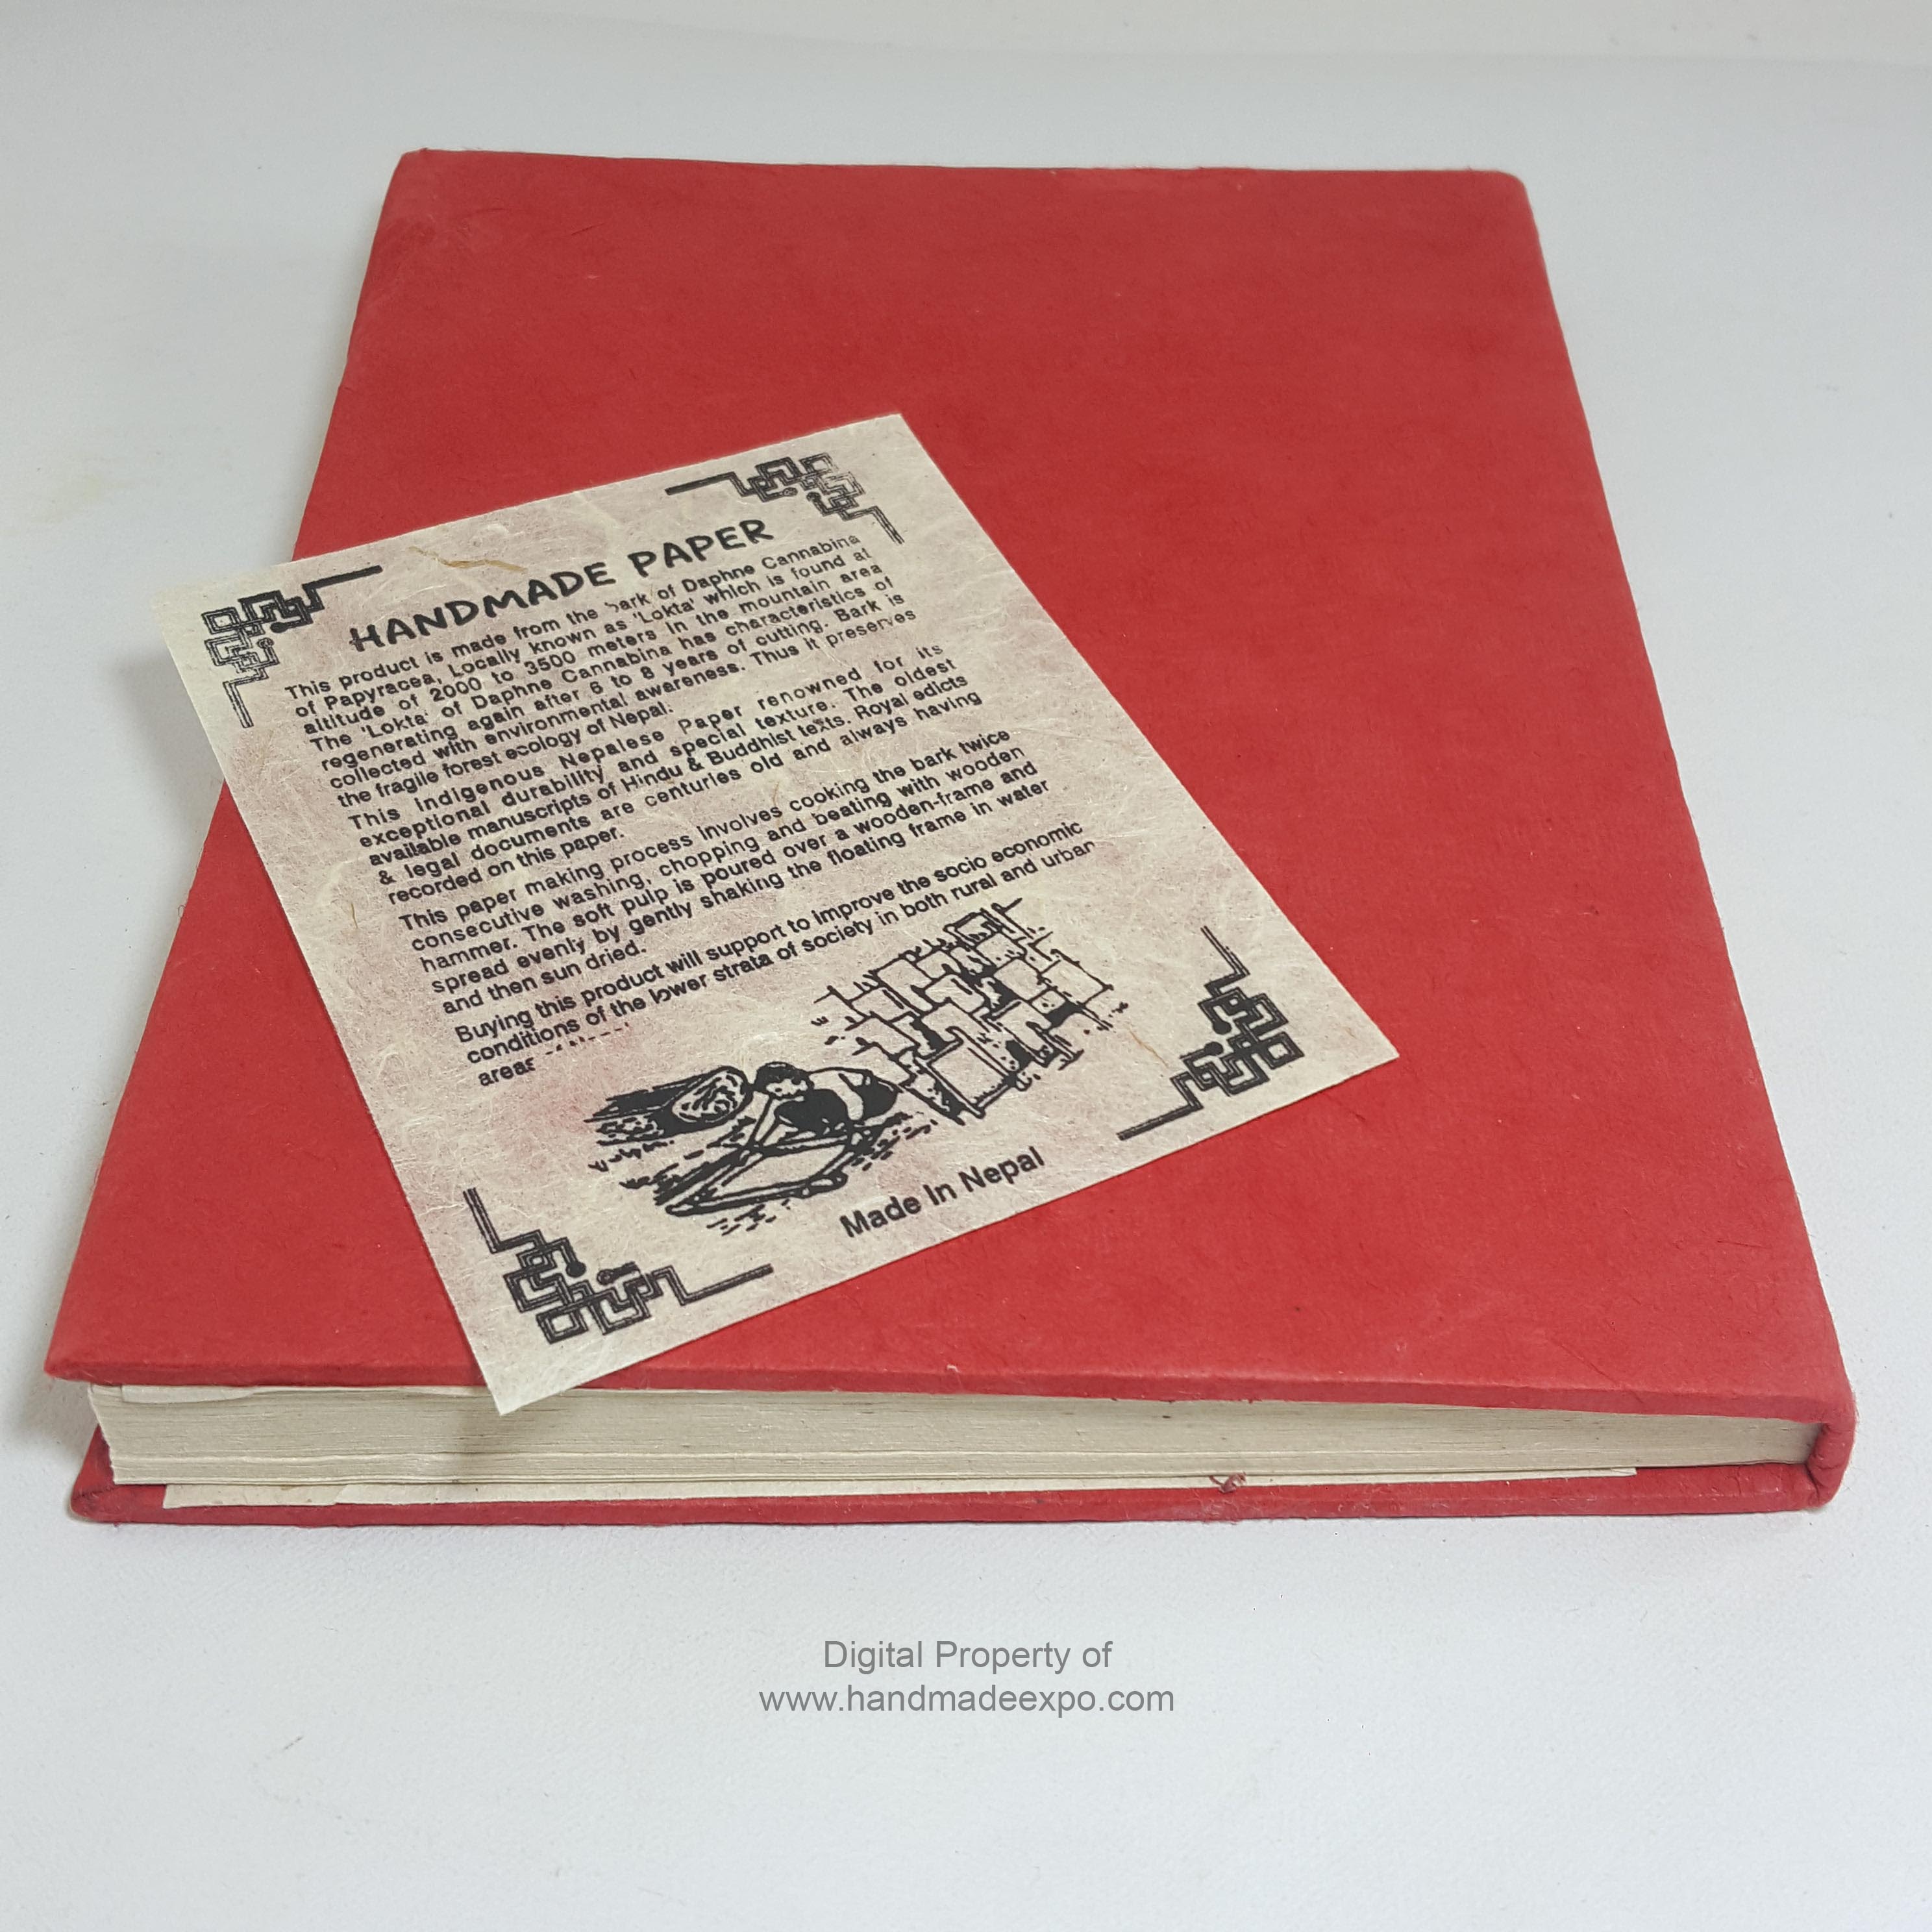 HANDMADE PAPER
This product is made from the bark of Daphne Cannabina
of Papyracea, Locally known as 'Lokta' which is found at
altitude of 2000 to 3500 meters in the mountain area
The 'Lokta' of Daphne Cannabina has characteristics of
regenerating again after 6 to 8 years of cutting. Bark is
collected with environmental awareness. Thus it preserves
the fragile forest ecology of Nepal.
This Indigenous Nepalese Paper renowned for its
exceptional durability and special texture. The oldest
available manuscripts of Hindu & Buddhist texts. Royal edicts
& legal documents are centuries old and always having
recorded on this paper.
This paper making process involves cooking the bark twice
consecutive washing, chopping and beating with wooden
hammer. The soft pulp is poured over a wooden-frame and
spread evenly by gently shaking the floating frame in water
and then sun dried.
Buying this product will support to improve the socio economic
conditions of the lower strata of society in both rural and urban
areas
Made In Nepal
Digital Property of
www.handmadeexpo.com